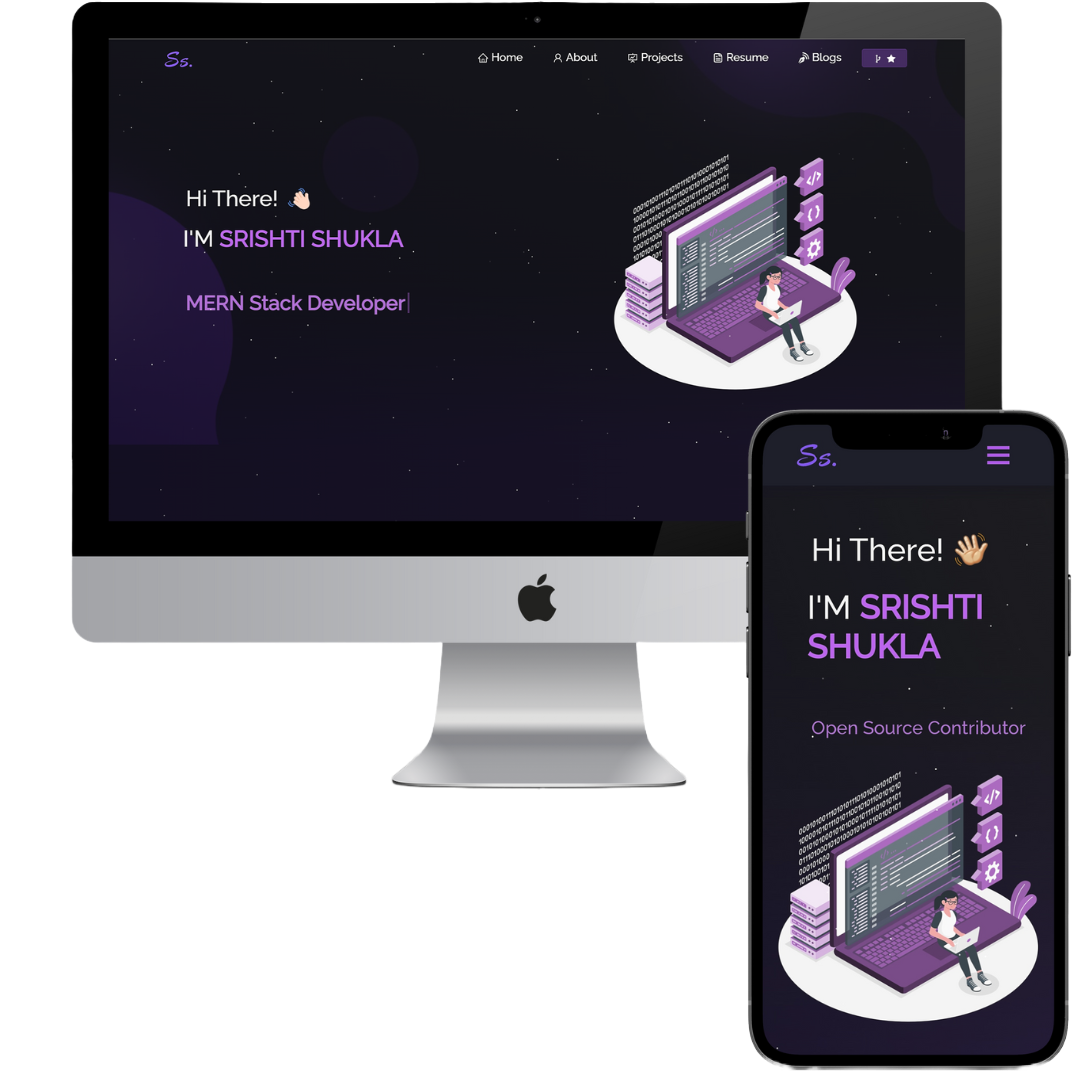 Ss.
Home About Projects Resume Blogs
Hi There! 👋
I'M SRISHTI SHUKLA
MERN Stack Developer
Ss.
Hi There! 👋
I'M SRISHTI
SHUKLA
Open Source Contributor